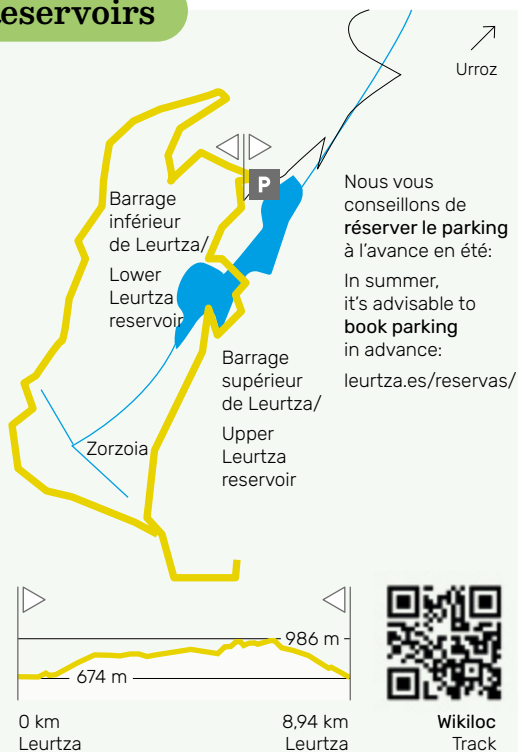 Reservoirs
Urroz
P
Nous vous
conseillons de
réserver le parking
à l'avance en été:
In summer,
it's advisable to
book parking
in advance:
leurtza.es/reservas/
Barrage
inférieur
de Leurtza/
Lower
Leurtza
reservoir
Barrage
supérieur
de Leurtza/
Upper
Leurtza
reservoir
Zorzoia
986 m
674 m
0 km
Leurtza
8,94 km
Leurtza
Wikiloc
Track